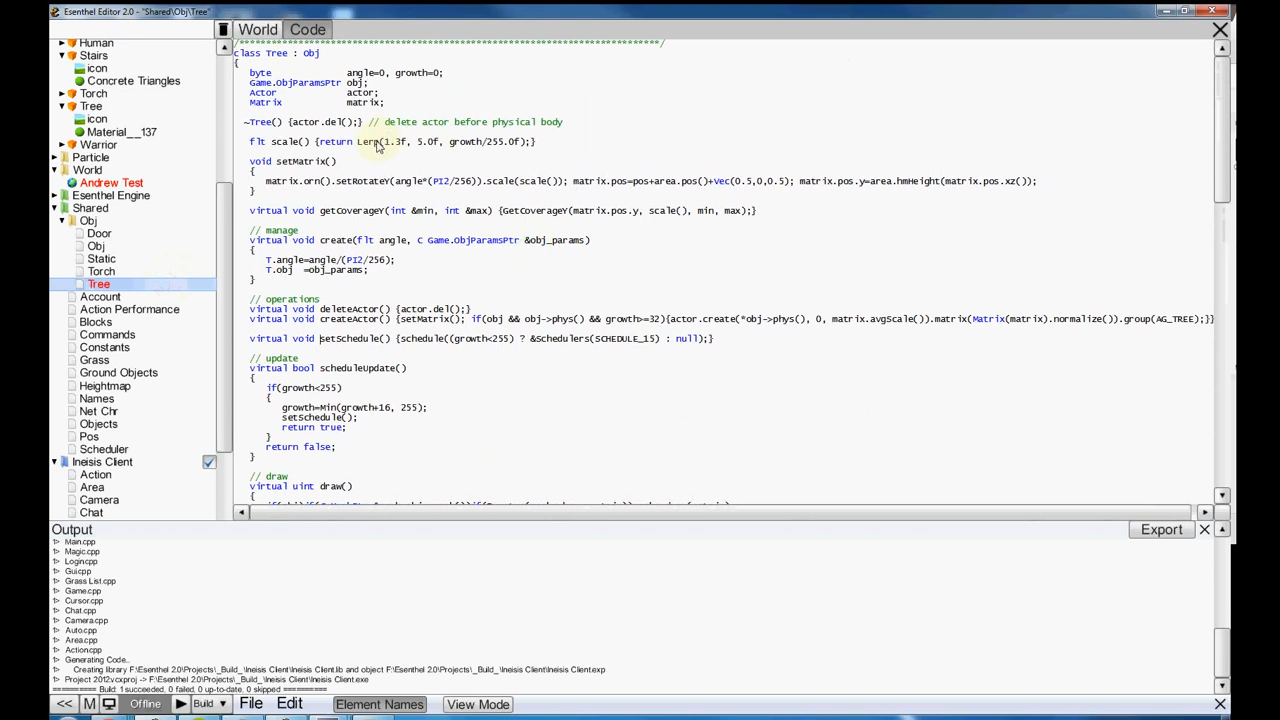 Esenthel Editor 2.0 - "Shared\Obj\Tree"
World
Code
Human
Stairs
icon
Concrete Triangles
Torch
Tree
icon
Material__137
Warrior
Particle
World
Andrew Test
Esenthel Engine
Shared
Obj
Door
Obj
Static
Torch
Tree
Account
Action Performance
Blocks
Commands
Constants
Grass
Ground Objects
Heightmap
Names
Net Chr
Objects
Pos
Scheduler
Ineisis Client
Action
Area
Camera
Chat
class Tree : Obj
{
byte angle=0, growth=0;
Game.ObjParamsPtr obj;
Actor actor;
Matrix matrix;
~Tree() {actor.del();} // delete actor before physical body
flt scale() {return Lerp(1.3f, 5.0f, growth/255.0f);}
void setMatrix()
{
matrix.orn().setRotateY(angle*(PI2/256)).scale(scale()); matrix.pos=pos+area.pos()+Vec(0.5,0,0.5); matrix.pos.y=area.hmHeight(matrix.pos.xz());
}
virtual void getCoverageY(int &min, int &max) {GetCoverageY(matrix.pos.y, scale(), min, max);}
// manage
virtual void create(flt angle, C Game.ObjParamsPtr &obj_params)
{
T.angle=angle/(PI2/256);
T.obj =obj_params;
}
// operations
virtual void deleteActor() {actor.del();}
virtual void createActor() {setMatrix(); if(obj && obj->phys() && growth>=32){actor.create(*obj->phys(), 0, matrix.avgScale()).matrix(Matrix(matrix).normalize()).group(AG_TREE);}}
virtual void setSchedule() {schedule((growth<255) ? &Schedulers(SCHEDULE_15) : null);}
// update
virtual bool scheduleUpdate()
{
if(growth<255)
{
growth=Min(growth+16, 255);
setSchedule();
return true;
}
return false;
}
// draw
virtual uint draw()
{
Output
Export
Main.cpp
Magic.cpp
Login.cpp
Gui.cpp
Grass List.cpp
Game.cpp
Cursor.cpp
Chat.cpp
Camera.cpp
Auto.cpp
Area.cpp
Action.cpp
Generating Code...
Creating library F:\Esenthel 2.0\Projects\_Build_\Ineisis Client\Ineisis Client.lib and object F:\Esenthel 2.0\Projects\_Build_\Ineisis Client\Ineisis Client.exp
Project 2012.vcxproj -> F:\Esenthel 2.0\Projects\_Build_\Ineisis Client\Ineisis Client.exe
========== Build: 1 succeeded, 0 failed, 0 up-to-date, 0 skipped ==========
<< M Offline Build File Edit Element Names View Mode